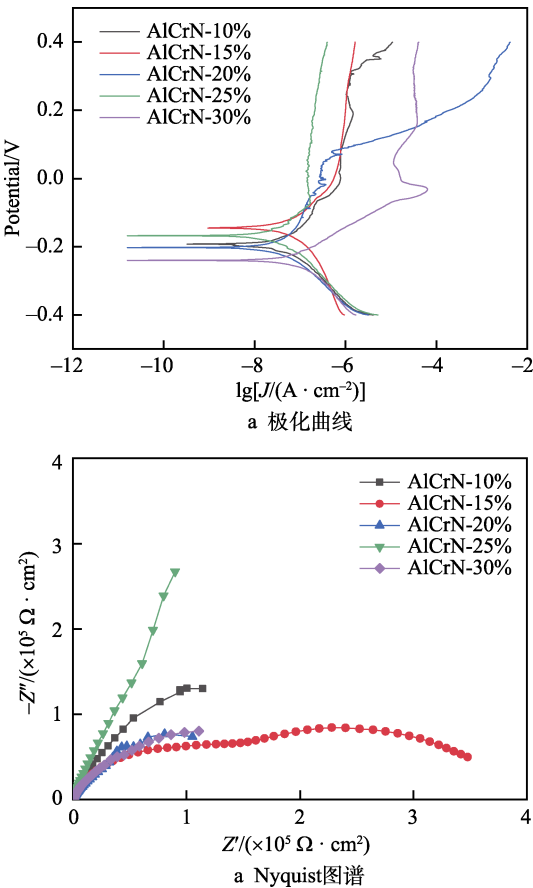 AlCrN-10%
AlCrN-15%
AlCrN-20%
AlCrN-25%
AlCrN-30%
Potential/V
0.4
0.2
0.0
−0.2
−0.4
−12 −10 −8 −6 −4 −2
lg[J/(A · cm⁻²)]
a 极化曲线
AlCrN-10%
AlCrN-15%
AlCrN-20%
AlCrN-25%
AlCrN-30%
−Z″/(×10⁵ Ω · cm²)
4
3
2
1
0
0 1 2 3 4
Z′/(×10⁵ Ω · cm²)
a Nyquist图谱